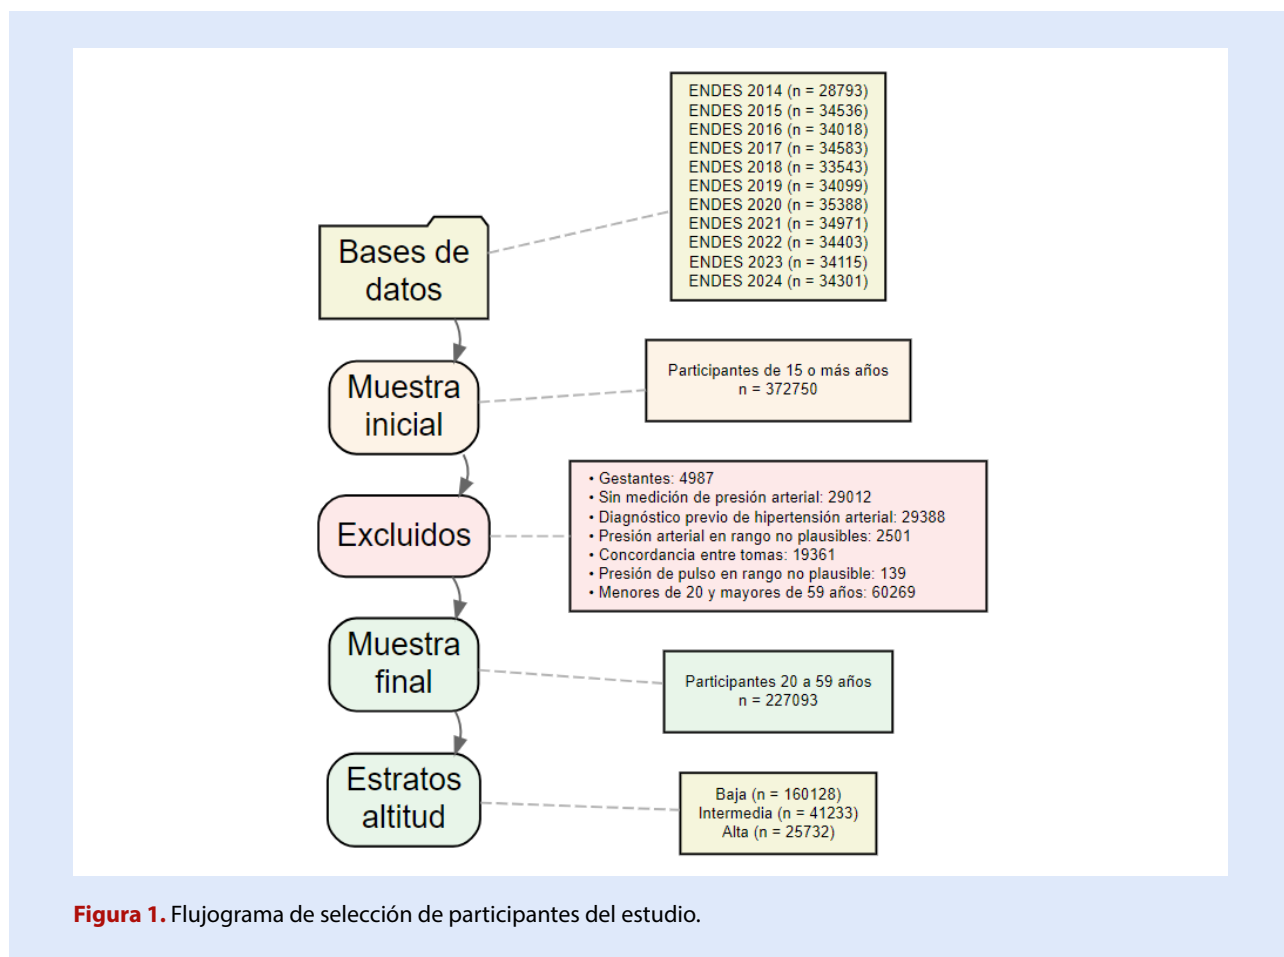 ENDES 2014 (n = 28793)
ENDES 2015 (n = 34536)
ENDES 2016 (n = 34018)
ENDES 2017 (n = 34583)
ENDES 2018 (n = 33543)
ENDES 2019 (n = 34099)
ENDES 2020 (n = 35388)
ENDES 2021 (n = 34971)
ENDES 2022 (n = 34403)
ENDES 2023 (n = 34115)
ENDES 2024 (n = 34301)
Bases de
datos
Muestra
inicial
Participantes de 15 o más años
n = 372750
Excluidos
• Gestantes: 4987
• Sin medición de presión arterial: 29012
• Diagnóstico previo de hipertensión arterial: 29388
• Presión arterial en rango no plausibles: 2501
• Concordancia entre tomas: 19361
• Presión de pulso en rango no plausible: 139
• Menores de 20 y mayores de 59 años: 60269
Muestra
final
Participantes 20 a 59 años
n = 227093
Estratos
altitud
Baja (n = 160128)
Intermedia (n = 41233)
Alta (n = 25732)
Figura 1. Flujograma de selección de participantes del estudio.